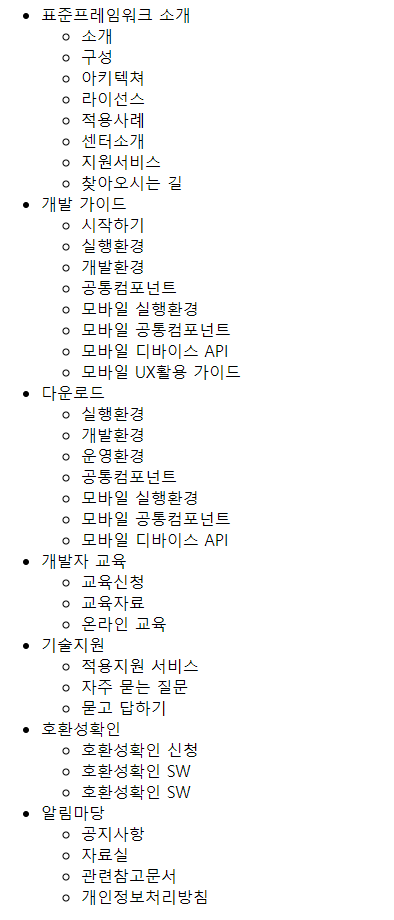 표준프레임워크 소개
소개
구성
아키텍쳐
라이선스
적용사례
센터소개
지원서비스
찾아오시는 길
개발 가이드
시작하기
실행환경
개발환경
공통컴포넌트
모바일 실행환경
모바일 공통컴포넌트
모바일 디바이스 API
모바일 UX활용 가이드
다운로드
실행환경
개발환경
운영환경
공통컴포넌트
모바일 실행환경
모바일 공통컴포넌트
모바일 디바이스 API
개발자 교육
교육신청
교육자료
온라인 교육
기술지원
적용지원 서비스
자주 묻는 질문
묻고 답하기
호환성확인
호환성확인 신청
호환성확인 SW
호환성확인 SW
알림마당
공지사항
자료실
관련참고문서
개인정보처리방침